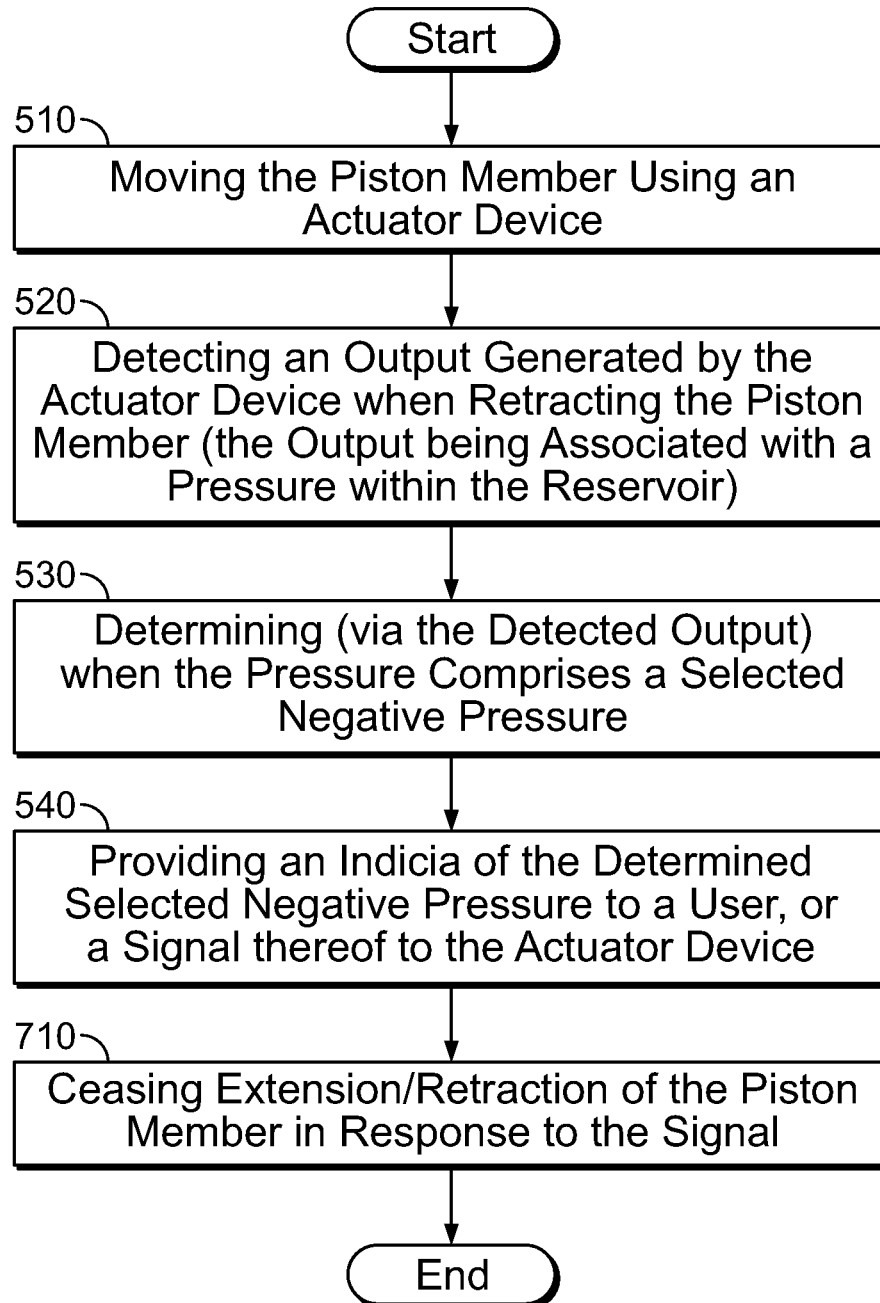 Start
510
Moving the Piston Member Using an
Actuator Device
520
Detecting an Output Generated by the
Actuator Device when Retracting the Piston
Member (the Output being Associated with a
Pressure within the Reservoir)
530
Determining (via the Detected Output)
when the Pressure Comprises a Selected
Negative Pressure
540
Providing an Indicia of the Determined
Selected Negative Pressure to a User, or
a Signal thereof to the Actuator Device
710
Ceasing Extension/Retraction of the Piston
Member in Response to the Signal
End